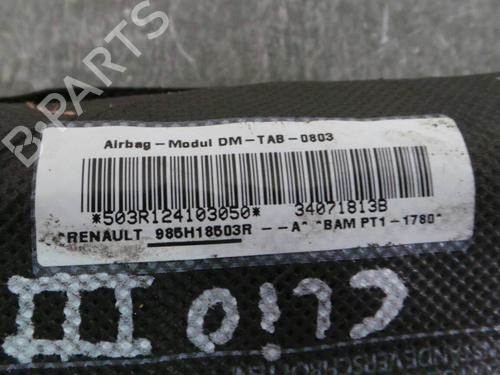 B-PARTS
Airbag-Modul DM-TAB-0803
*503R124103050* 34071813B
*RENAULT 985H18503R --A* *BAM PT1-1780*
CLIO III